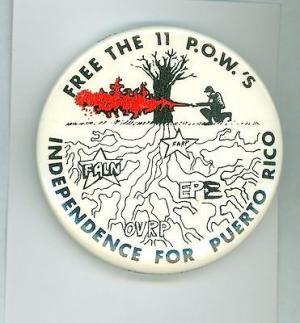 FREE THE 11 P.O.W.'S
FARP
FALN
EPB
OVRP
INDEPENDENCE FOR PUERTO RICO